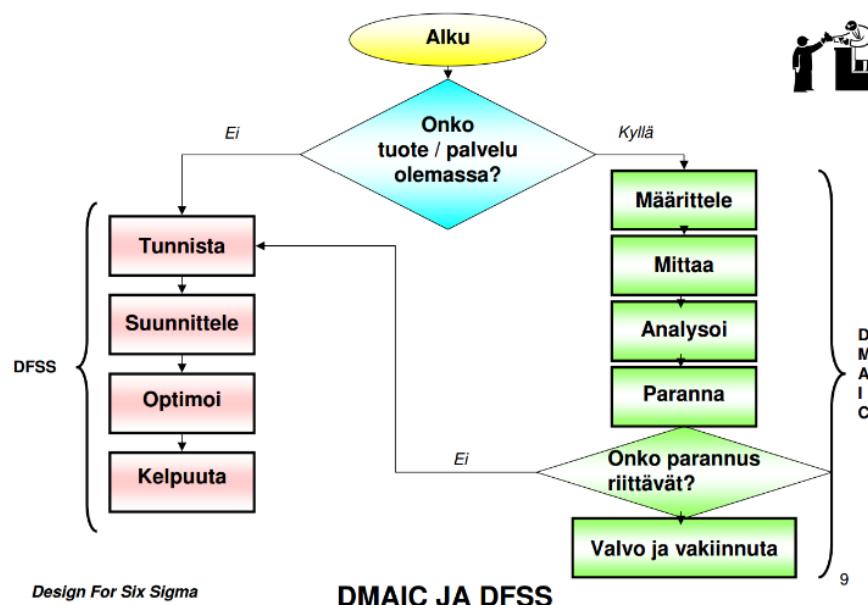 Alku
Onko
tuote / palvelu
olemassa?
Ei
Kyllä
Tunnista
Suunnittele
Optimoi
Kelpuuta
DFSS
Määrittele
Mittaa
Analysoi
Paranna
Onko parannus
riittävät?
Ei
Valvo ja vakiinnuta
D
M
A
I
C
9
Design For Six Sigma
DMAIC JA DFSS